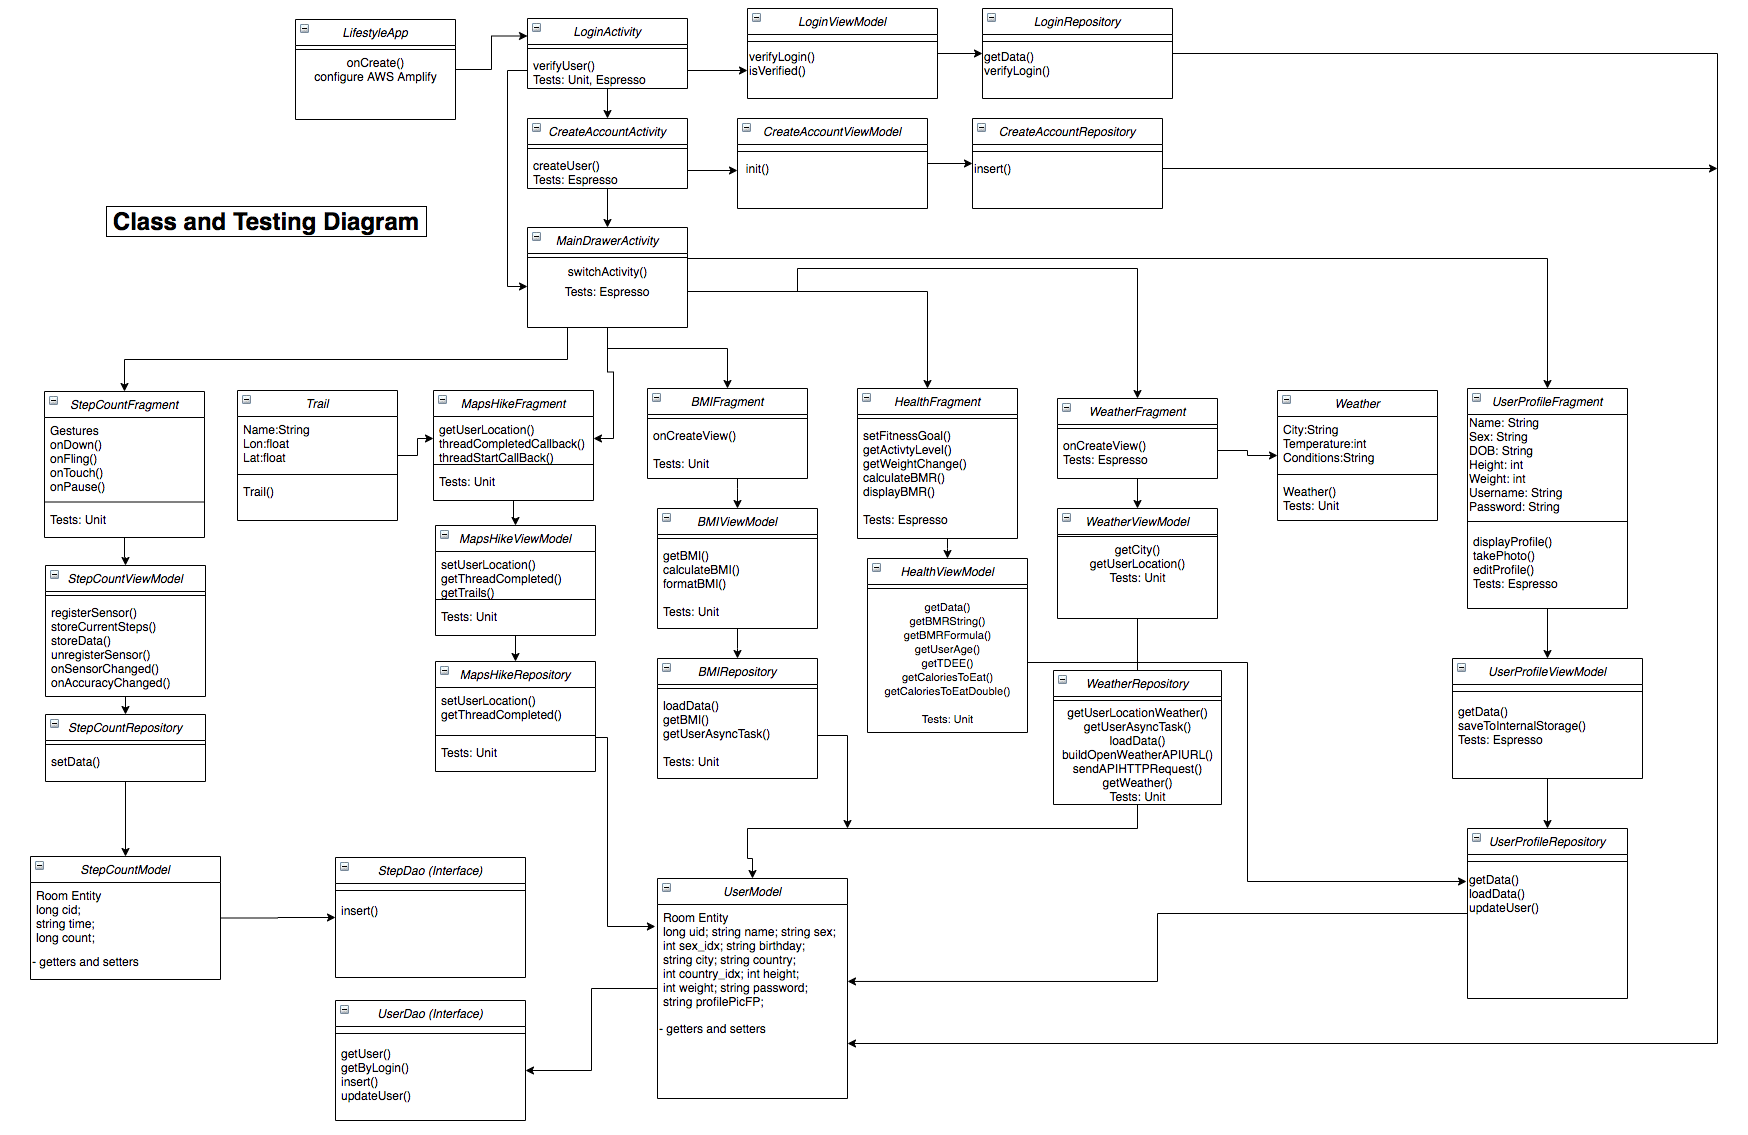 LifestyleApp
onCreate()
configure AWS Amplify
LoginActivity
verifyUser()
Tests: Unit, Espresso
LoginViewModel
verifyLogin()
isVerified()
LoginRepository
getData()
verifyLogin()
CreateAccountActivity
createUser()
Tests: Espresso
CreateAccountViewModel
init()
CreateAccountRepository
insert()
Class and Testing Diagram
MainDrawerActivity
switchActivity()
Tests: Espresso
StepCountFragment
Gestures
onDown()
onFling()
onTouch()
onPause()
Tests: Unit
Trail
Name:String
Lon:float
Lat:float
Trail()
MapsHikeFragment
getUserLocation()
threadCompletedCallback()
threadStartCallBack()
Tests: Unit
BMIFragment
onCreateView()
Tests: Unit
HealthFragment
setFitnessGoal()
getActivtyLevel()
getWeightChange()
calculateBMR()
displayBMR()
Tests: Espresso
WeatherFragment
onCreateView()
Tests: Espresso
Weather
City:String
Temperature:int
Conditions:String
Weather()
Tests: Unit
UserProfileFragment
Name: String
Sex: String
DOB: String
Height: int
Weight: int
Username: String
Password: String
displayProfile()
takePhoto()
editProfile()
Tests: Espresso
StepCountViewModel
registerSensor()
storeCurrentSteps()
storeData()
unregisterSensor()
onSensorChanged()
onAccuracyChanged()
MapsHikeViewModel
setUserLocation()
getThreadCompleted()
getTrails()
Tests: Unit
BMIViewModel
getBMI()
calculateBMI()
formatBMI()
Tests: Unit
HealthViewModel
getData()
getBMRString()
getBMRFormula()
getUserAge()
getTDEE()
getCaloriesToEat()
getCaloriesToEatDouble()
Tests: Unit
WeatherViewModel
getCity()
getUserLocation()
Tests: Unit
UserProfileViewModel
getData()
saveToInternalStorage()
Tests: Espresso
StepCountRepository
setData()
MapsHikeRepository
setUserLocation()
getThreadCompleted()
Tests: Unit
BMIRepository
loadData()
getBMI()
getUserAsyncTask()
Tests: Unit
WeatherRepository
getUserLocationWeather()
getUserAsyncTask()
loadData()
buildOpenWeatherAPIURL()
sendAPIHTTPRequest()
getWeather()
Tests: Unit
UserProfileRepository
getData()
loadData()
updateUser()
StepCountModel
Room Entity
long cid;
string time;
long count;
- getters and setters
StepDao (Interface)
insert()
UserModel
Room Entity
long uid; string name; string sex;
int sex_idx; string birthday;
string city; string country;
int country_idx; int height;
int weight; string password;
string profilePicFP;
- getters and setters
UserDao (Interface)
getUser()
getByLogin()
insert()
updateUser()